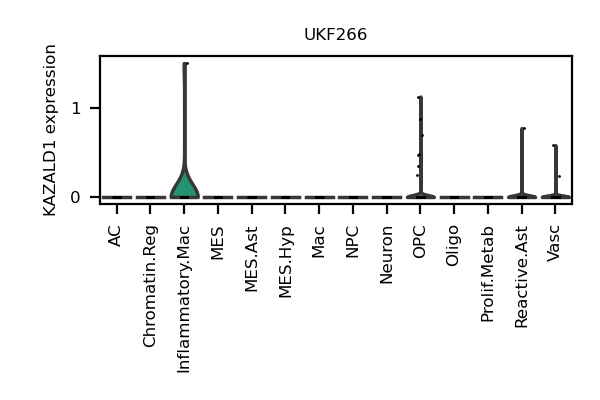 UKF266
KAZALD1 expression
1
0
AC
Chromatin.Reg
Inflammatory.Mac
MES
MES.Ast
MES.Hyp
Mac
NPC
Neuron
OPC
Oligo
Prolif.Metab
Reactive.Ast
Vasc